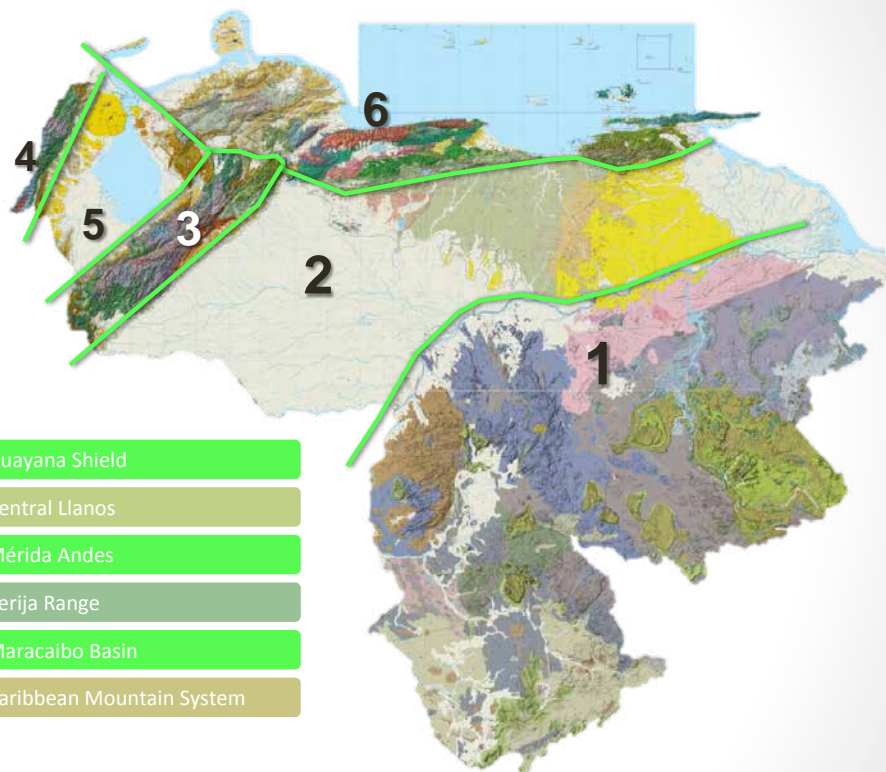 6
4
5
3
2
1
uayana Shield
entral Llanos
Mérida Andes
erija Range
Maracaibo Basin
aribbean Mountain System